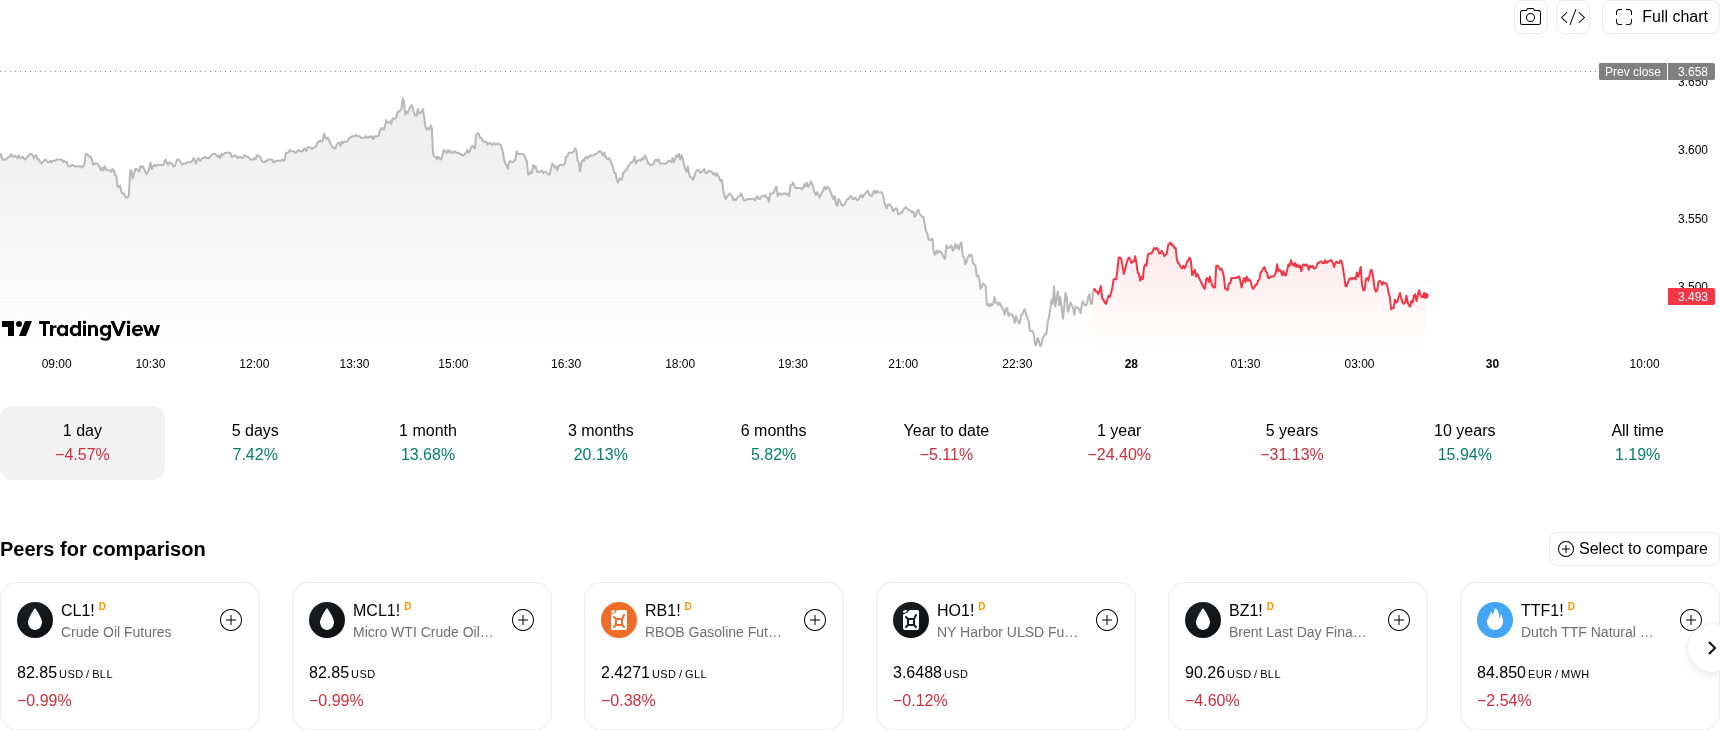 Full chart
Prev close 3.658
3.650
3.600
3.550
3.500
3.493
TradingView
09:00 10:30 12:00 13:30 15:00 16:30 18:00 19:30 21:00 22:30 28 01:30 03:00 30 10:00
1 day 5 days 1 month 3 months 6 months Year to date 1 year 5 years 10 years All time
−4.57% 7.42% 13.68% 20.13% 5.82% −5.11% −24.40% −31.13% 15.94% 1.19%
Peers for comparison
Select to compare
CL1! D
Crude Oil Futures
82.85 USD / BLL
−0.99%
MCL1! D
Micro WTI Crude Oil…
82.85 USD
−0.99%
RB1! D
RBOB Gasoline Fut…
2.4271 USD / GLL
−0.38%
HO1! D
NY Harbor ULSD Fu…
3.6488 USD
−0.12%
BZ1! D
Brent Last Day Fina…
90.26 USD / BLL
−4.60%
TTF1! D
Dutch TTF Natural …
84.850 EUR / MWH
−2.54%